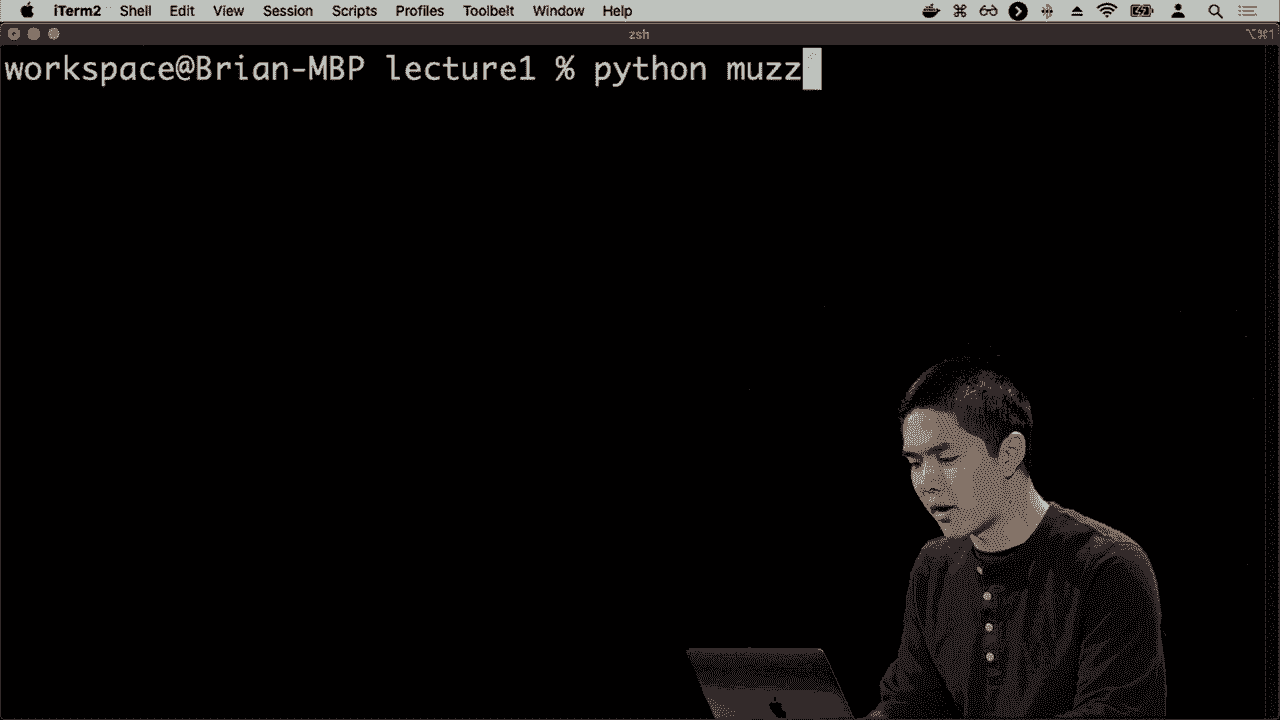 iTerm2 Shell Edit View Session Scripts Profiles Toolbelt Window Help
zsh
⌥⌘1
workspace@Brian-MBP lecture1 % python muzz